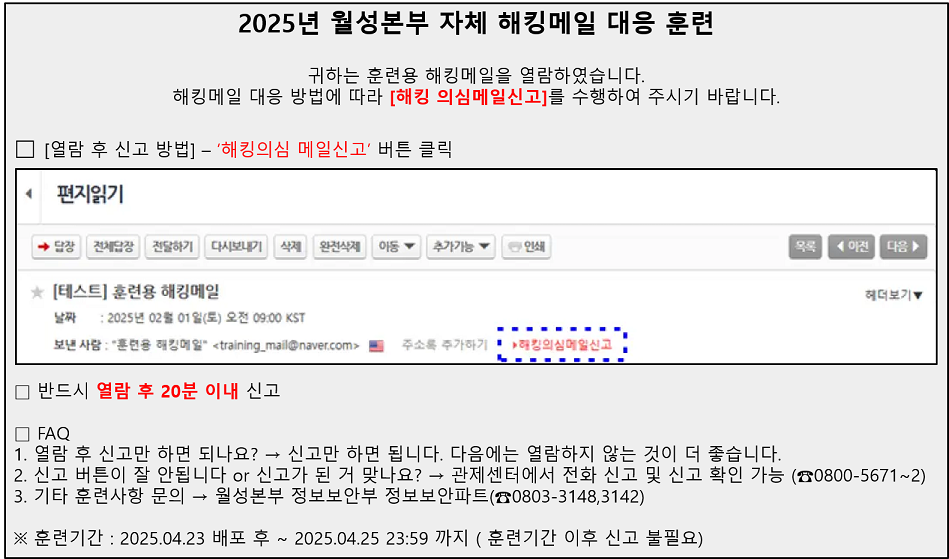 2025년 월성본부 자체 해킹메일 대응 훈련
귀하는 훈련용 해킹메일을 열람하였습니다.
해킹메일 대응 방법에 따라 [해킹 의심메일신고]를 수행하여 주시기 바랍니다.
□ [열람 후 신고 방법] – ‘해킹의심 메일신고’ 버튼 클릭
편지읽기
답장 전체답장 전달하기 다시보내기 삭제 완전삭제 이동 ▼ 추가기능 ▼ 인쇄 목록 ◀ 이전 다음 ▶
★ [테스트] 훈련용 해킹메일 헤더보기▼
날짜 : 2025년 02월 01일(토) 오전 09:00 KST
보낸 사람 : "훈련용 해킹메일" <training_mail@naver.com> 주소록 추가하기 ▸해킹의심메일신고
□ 반드시 열람 후 20분 이내 신고
□ FAQ
1. 열람 후 신고만 하면 되나요? → 신고만 하면 됩니다. 다음에는 열람하지 않는 것이 더 좋습니다.
2. 신고 버튼이 잘 안됩니다 or 신고가 된 거 맞나요? → 관제센터에서 전화 신고 및 신고 확인 가능 (☎0800-5671~2)
3. 기타 훈련사항 문의 → 월성본부 정보보안부 정보보안파트(☎0803-3148,3142)
※ 훈련기간 : 2025.04.23 배포 후 ~ 2025.04.25 23:59 까지 ( 훈련기간 이후 신고 불필요)